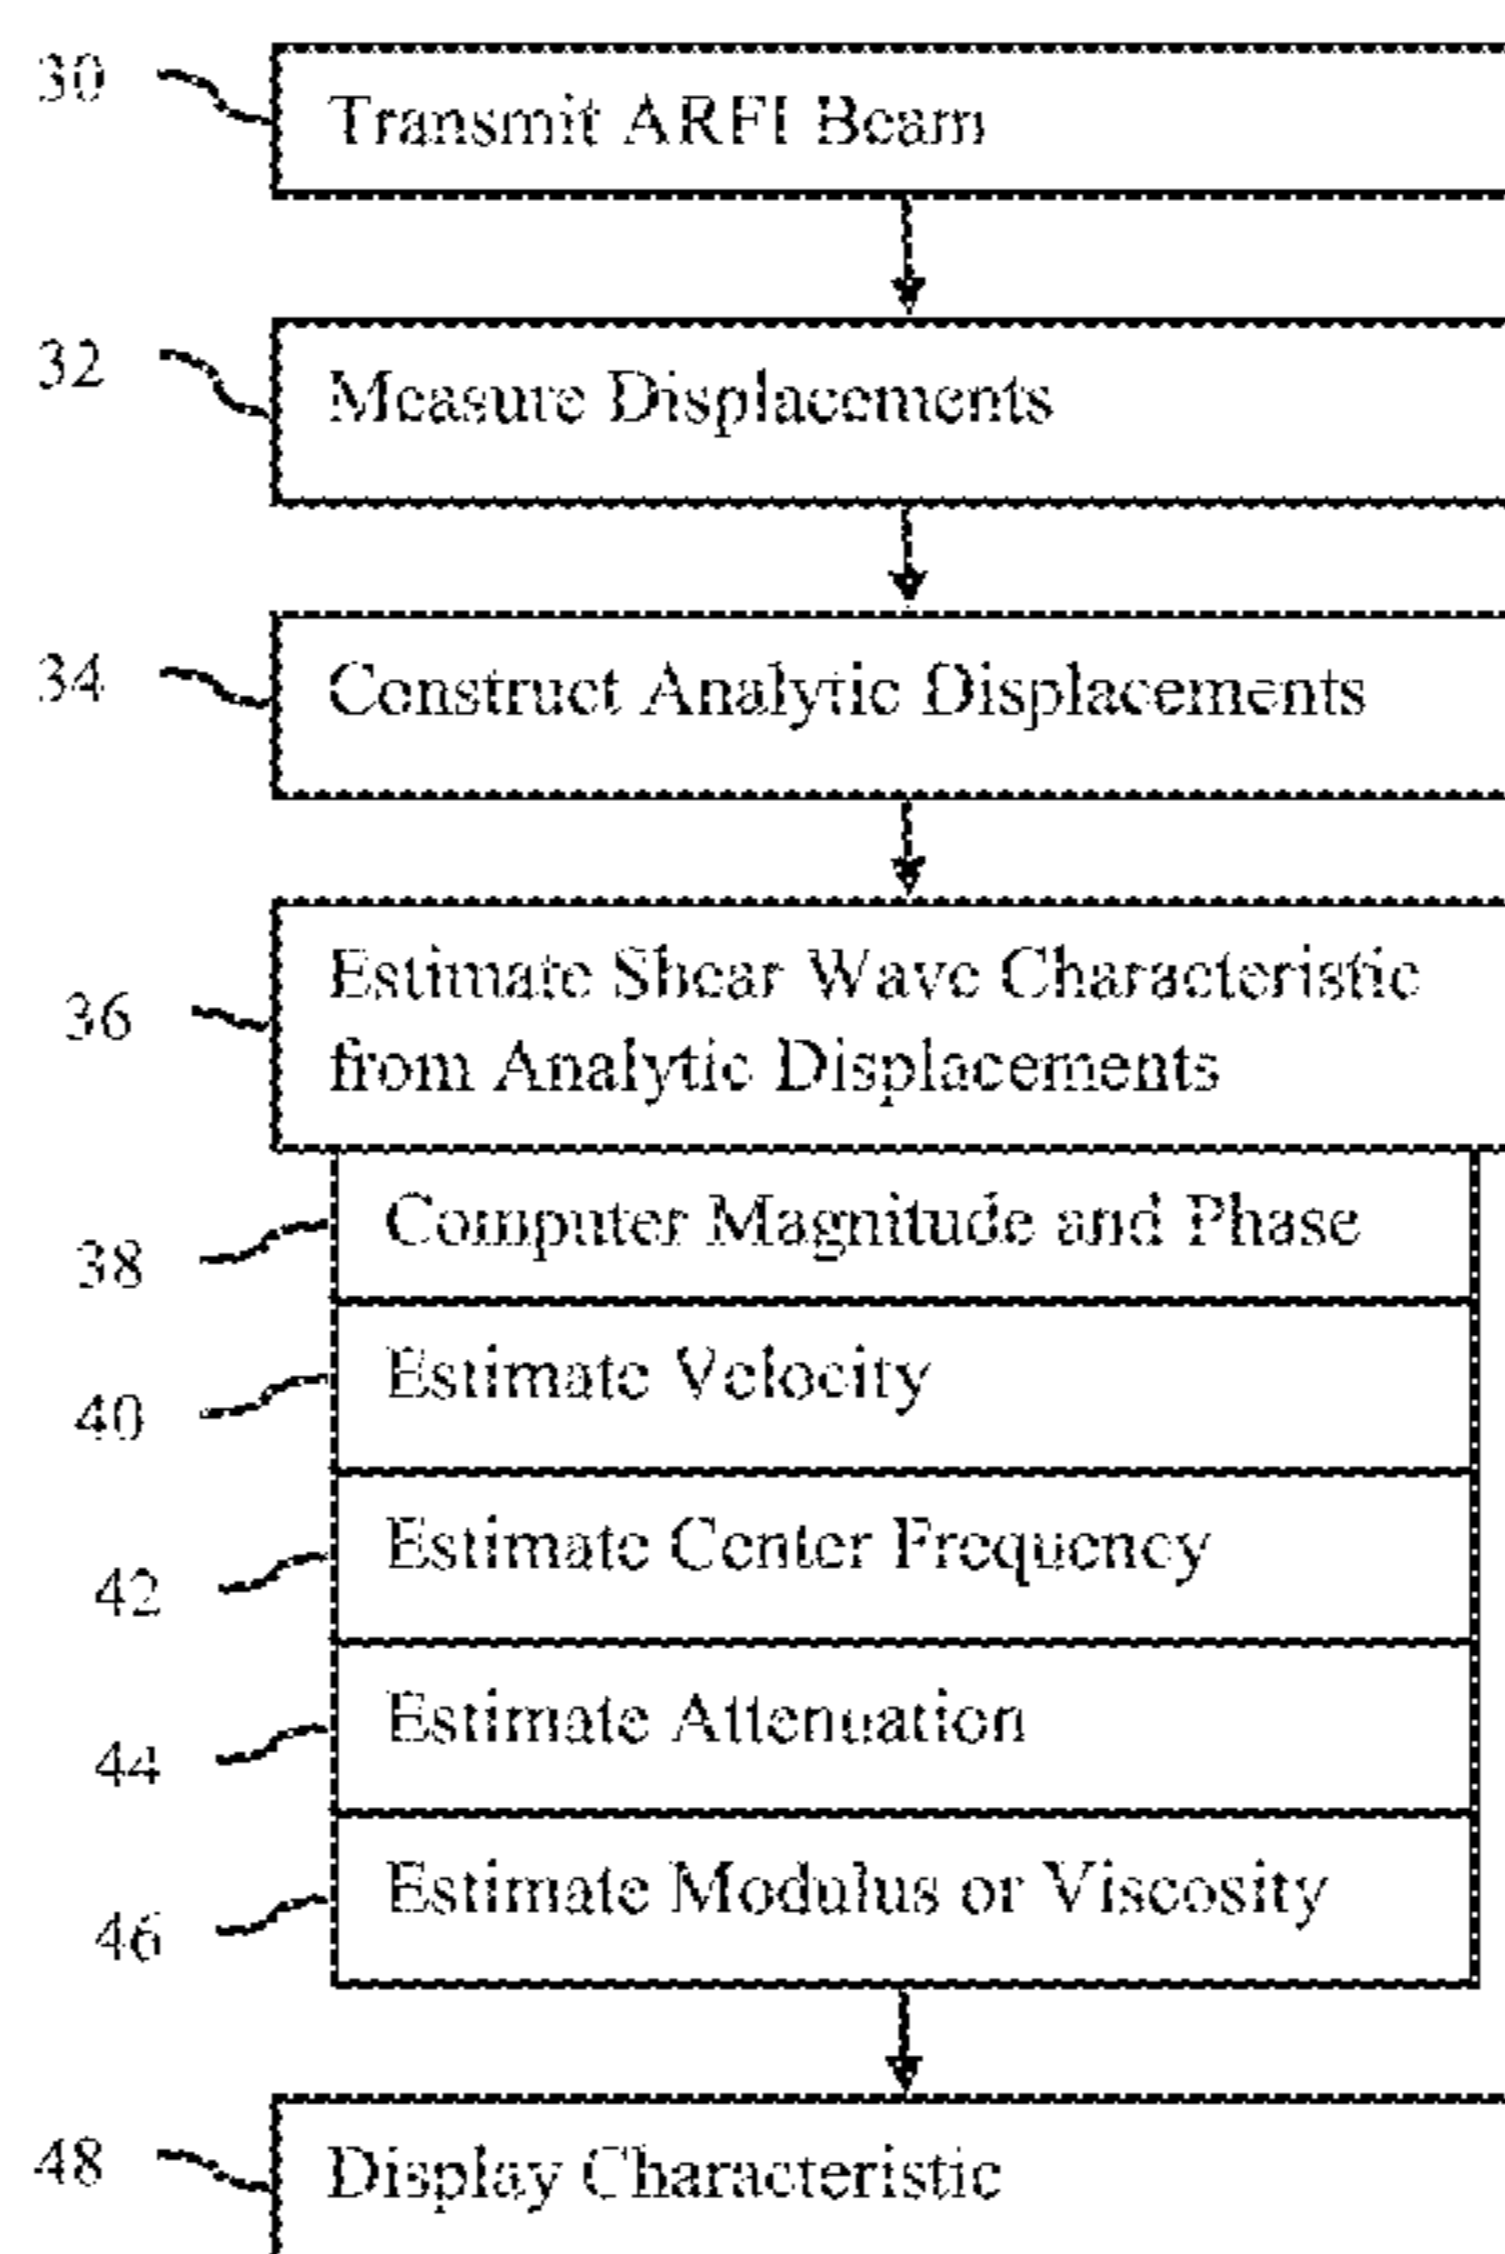 30
Transmit ARFI Beam
32
Measure Displacements
34
Construct Analytic Displacements
36
Estimate Shear Wave Characteristic
from Analytic Displacements
38
Computer Magnitude and Phase
40
Estimate Velocity
42
Estimate Center Frequency
44
Estimate Attenuation
46
Estimate Modulus or Viscosity
48
Display Characteristic